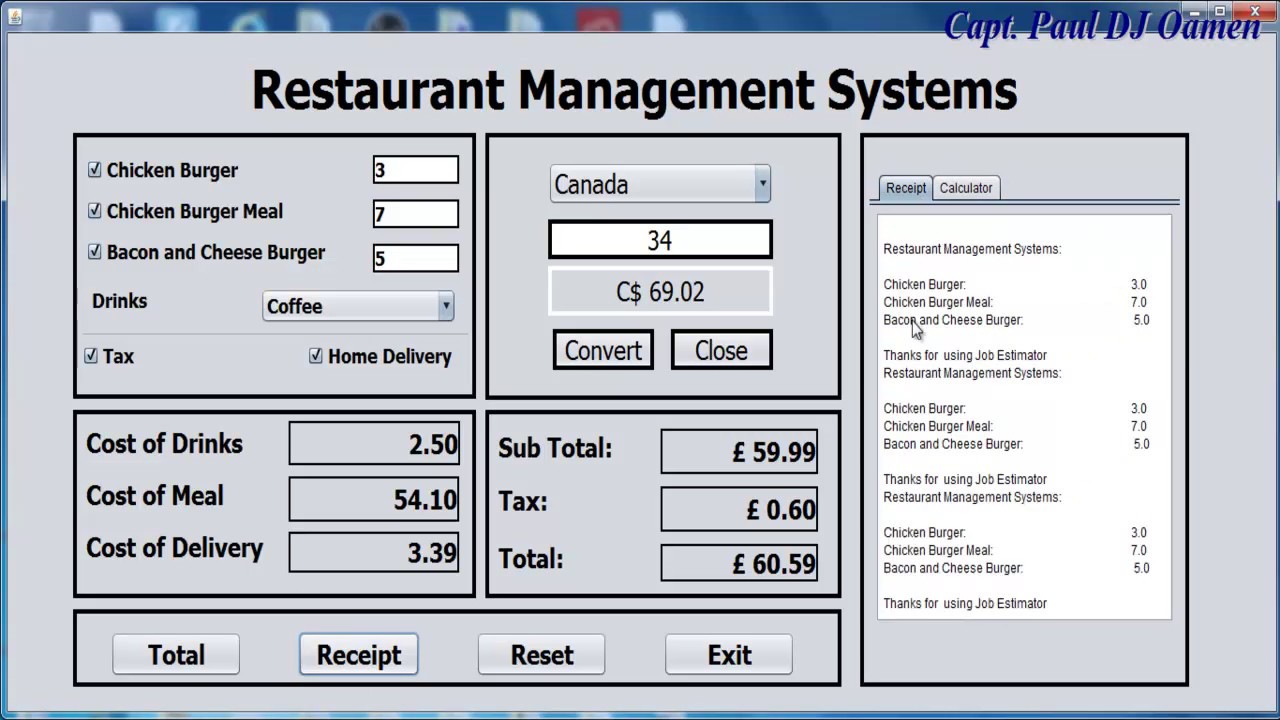 Capt. Paul DJ Oamen
Restaurant Management Systems
Chicken Burger 3
Chicken Burger Meal 7
Bacon and Cheese Burger 5
Drinks Coffee
Tax Home Delivery
Canada
34
C$ 69.02
Convert Close
Cost of Drinks 2.50
Cost of Meal 54.10
Cost of Delivery 3.39
Sub Total: £ 59.99
Tax: £ 0.60
Total: £ 60.59
Total Receipt Reset Exit
Receipt Calculator
Restaurant Management Systems:
Chicken Burger: 3.0
Chicken Burger Meal: 7.0
Bacon and Cheese Burger: 5.0
Thanks for using Job Estimator
Restaurant Management Systems:
Chicken Burger: 3.0
Chicken Burger Meal: 7.0
Bacon and Cheese Burger: 5.0
Thanks for using Job Estimator
Restaurant Management Systems:
Chicken Burger: 3.0
Chicken Burger Meal: 7.0
Bacon and Cheese Burger: 5.0
Thanks for using Job Estimator